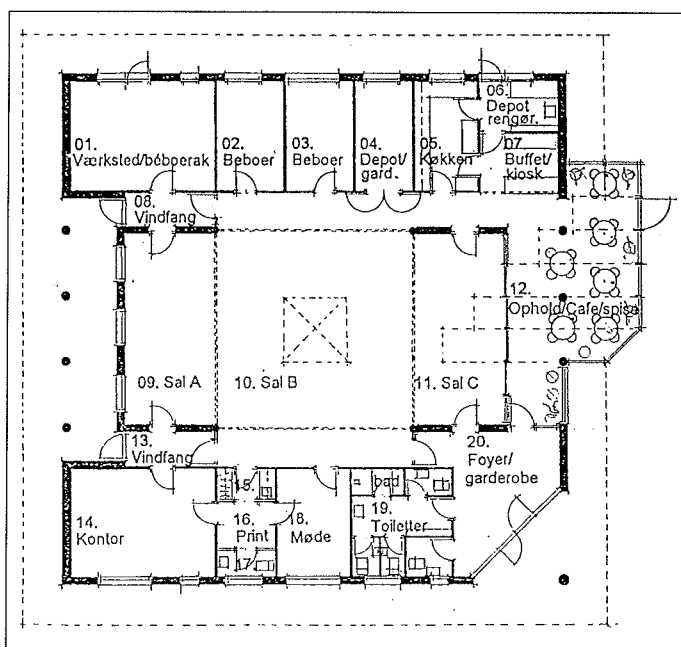 01.
Værksted/beboerak
02.
Beboer
03.
Beboer
04.
Depot/
gard.
05.
Køkken
06.
Depot
rengør.
07.
Buffet/
kiosk
08.
Vindfang
09. Sal A
10. Sal B
11. Sal C
12.
Ophold/Cafe/spise
13.
Vindfang
14.
Kontor
15.
16.
Print
17.
18.
Møde
bad
19.
Toiletter
20.
Foyer/
garderobe